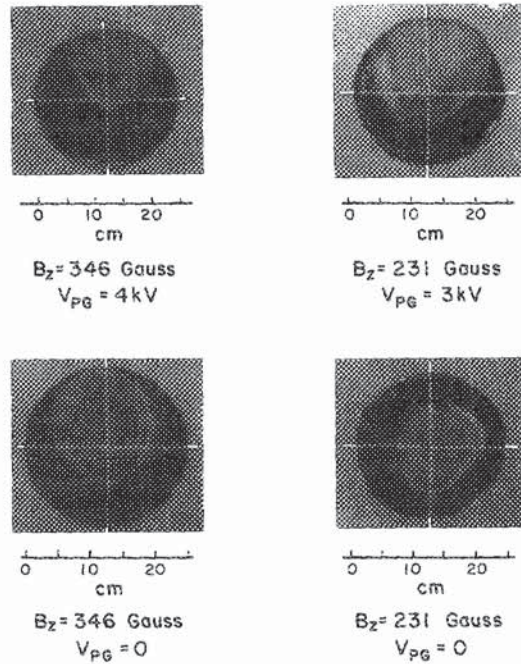 0 10 20
cm
B_z = 346 Gauss
V_PG = 4kV
0 10 20
cm
B_z = 231 Gauss
V_PG = 3kV
0 10 20
cm
B_z = 346 Gauss
V_PG = 0
0 10 20
cm
B_z = 231 Gauss
V_PG = 0